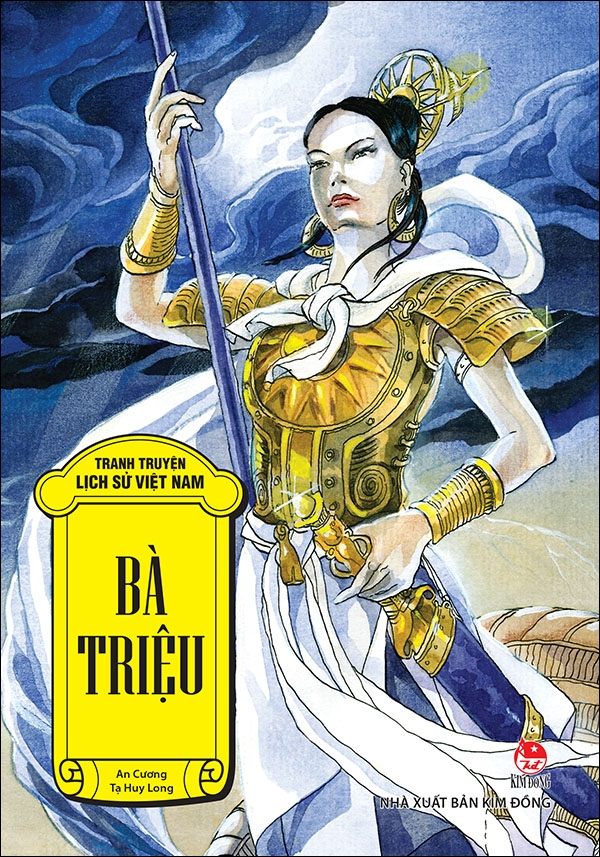 TRANH TRUYỆN
LỊCH SỬ VIỆT NAM
BÀ
TRIỆU
An Cương
Tạ Huy Long
KIM ĐỒNG
NHÀ XUẤT BẢN KIM ĐỒNG